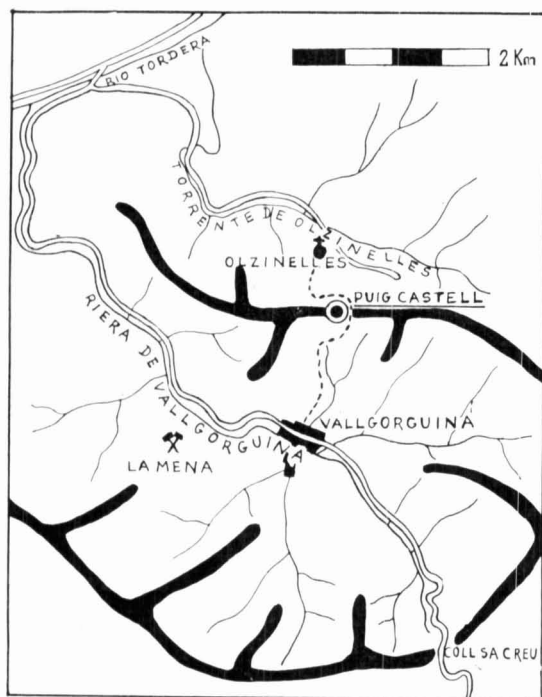 RIO TORDERA
2 Km
TORRENTE DE OLZINELLES
OLZINELLES
PUIG CASTELL
RIERA DE VALLGORGUINA
VALLGORGUINA
LA MENA
COLL SA CREU